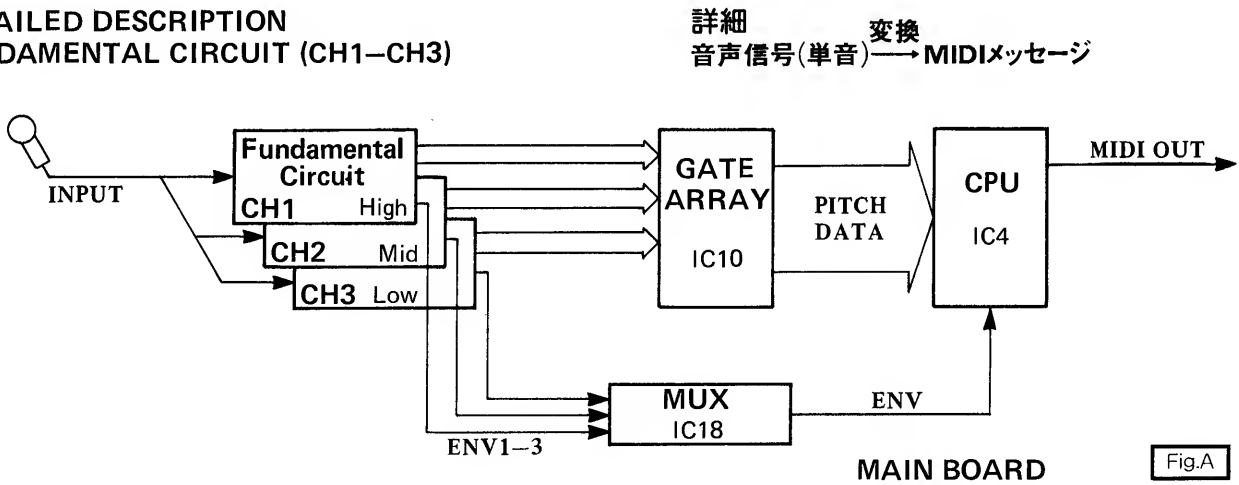 AILED DESCRIPTION
DAMENTAL CIRCUIT (CH1–CH3)
詳細
音声信号(単音) 変換→ MIDIメッセージ
INPUT
Fundamental
Circuit
CH1 High
CH2 Mid
CH3 Low
GATE
ARRAY
IC10
PITCH
DATA
CPU
IC4
MIDI OUT
MUX
IC18
ENV
ENV1–3
MAIN BOARD
Fig.A